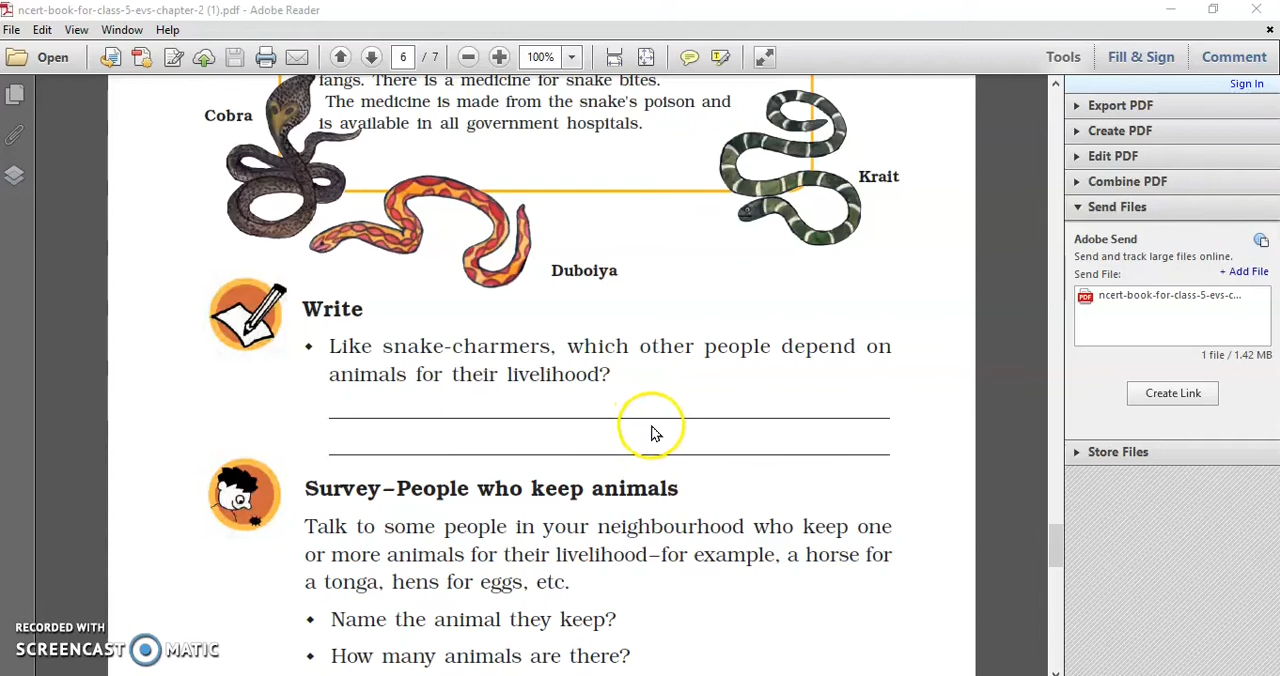 ncert-book-for-class-5-evs-chapter-2 (1).pdf - Adobe Reader
File Edit View Window Help
Open 6 / 7 100% Tools Fill & Sign Comment
Sign In
Export PDF
Create PDF
Edit PDF
Combine PDF
Send Files
Adobe Send
Send and track large files online.
Send File:
+ Add File
PDF ncert-book-for-class-5-evs-c...
1 file / 1.42 MB
Create Link
Store Files
langs. There is a medicine for snake bites.
The medicine is made from the snake's poison and
is available in all government hospitals.
Cobra
Krait
Duboiya
Write
• Like snake-charmers, which other people depend on
animals for their livelihood?
Survey–People who keep animals
Talk to some people in your neighbourhood who keep one
or more animals for their livelihood–for example, a horse for
a tonga, hens for eggs, etc.
• Name the animal they keep?
• How many animals are there?
RECORDED WITH
SCREENCAST MATIC